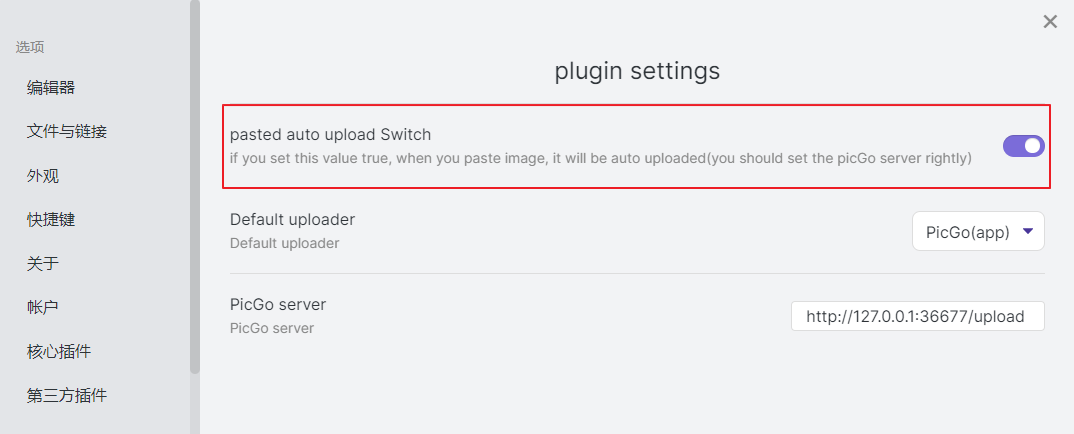 选项
编辑器
文件与链接
外观
快捷键
关于
帐户
核心插件
第三方插件
plugin settings
pasted auto upload Switch
if you set this value true, when you paste image, it will be auto uploaded(you should set the picGo server rightly)
Default uploader
Default uploader
PicGo(app)
PicGo server
PicGo server
http://127.0.0.1:36677/upload